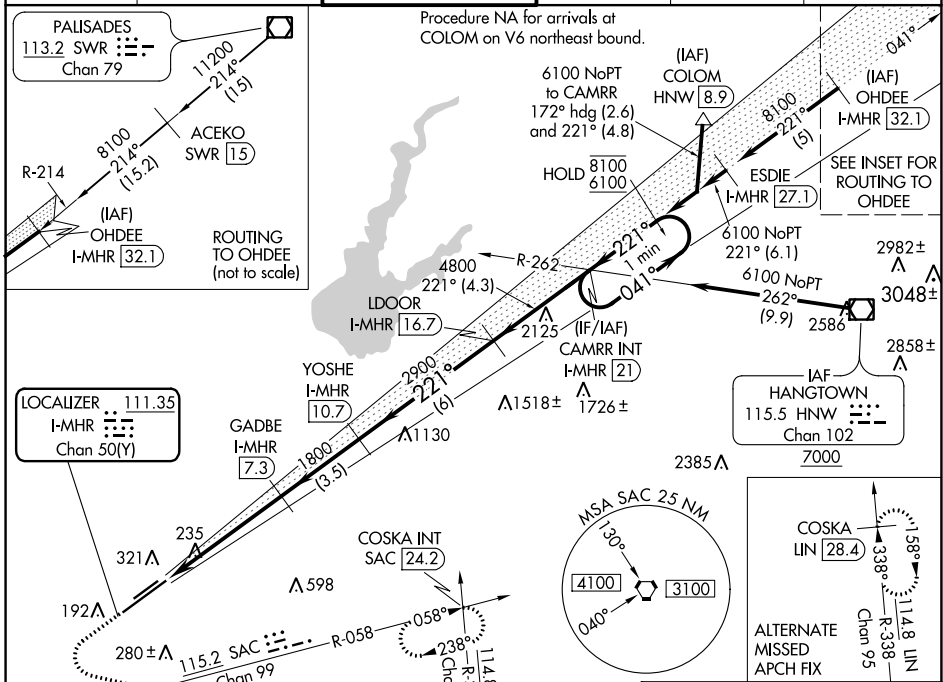 PALISADES
113.2 SWR
Chan 79
11200
214°
(15)
ACEKO
SWR 15
8100
214°
(15.2)
R-214
(IAF)
OHDEE
I-MHR 32.1
ROUTING
TO OHDEE
(not to scale)
Procedure NA for arrivals at
COLOM on V6 northeast bound.
6100 NoPT
to CAMRR
172° hdg (2.6)
and 221° (4.8)
(IAF)
COLOM
HNW 8.9
041°
(IAF)
OHDEE
I-MHR 32.1
8100
221°
(5)
SEE INSET FOR
ROUTING TO
OHDEE
HOLD 8100
6100
ESDIE
I-MHR 27.1
6100 NoPT
221° (6.1)
221°
1 min
041°
R-262
6100 NoPT
262°
(9.9)
2982±
3048±
2586
2858±
4800
221° (4.3)
LDOOR
I-MHR 16.7
2125
(IF/IAF)
CAMRR INT
I-MHR 21
IAF
HANGTOWN
115.5 HNW
Chan 102
7000
YOSHE
I-MHR
10.7
2900
221°
(6)
1518±
1726±
1130
LOCALIZER 111.35
I-MHR
Chan 50(Y)
GADBE
I-MHR
7.3
1800
(3.5)
2385
235
321
192
598
280±
COSKA INT
SAC 24.2
115.2 SAC
Chan 99
R-058
058°
238°
114.8
MSA SAC 25 NM
130°
4100
3100
040°
COSKA
LIN 28.4
338°
158°
114.8 LIN
R-338
Chan 95
ALTERNATE
MISSED
APCH FIX